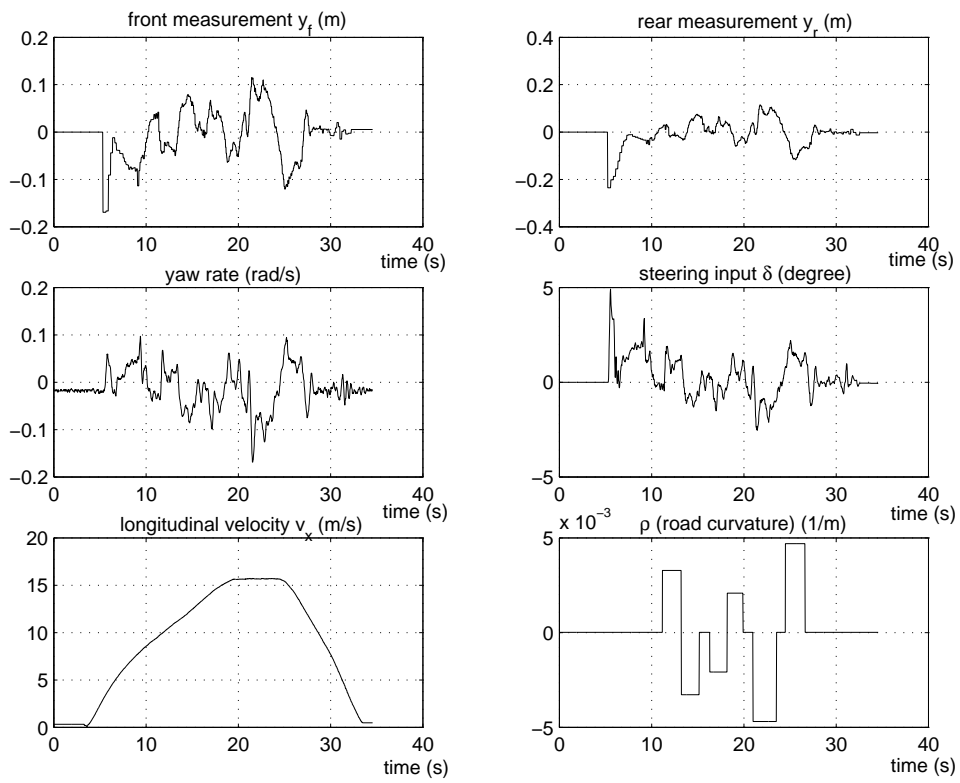 front measurement y_f (m)
0.2
0.1
0
−0.1
−0.2
0 10 20 30 40
time (s)
rear measurement y_r (m)
0.4
0.2
0
−0.2
−0.4
0 10 20 30 40
time (s)
yaw rate (rad/s)
0.2
0.1
0
−0.1
−0.2
0 10 20 30 40
time (s)
steering input δ (degree)
5
0
−5
0 10 20 30 40
time (s)
longitudinal velocity v_x (m/s)
20
15
10
5
0
0 10 20 30 40
time (s)
x 10^−3 ρ (road curvature) (1/m)
5
0
−5
0 10 20 30 40
time (s)